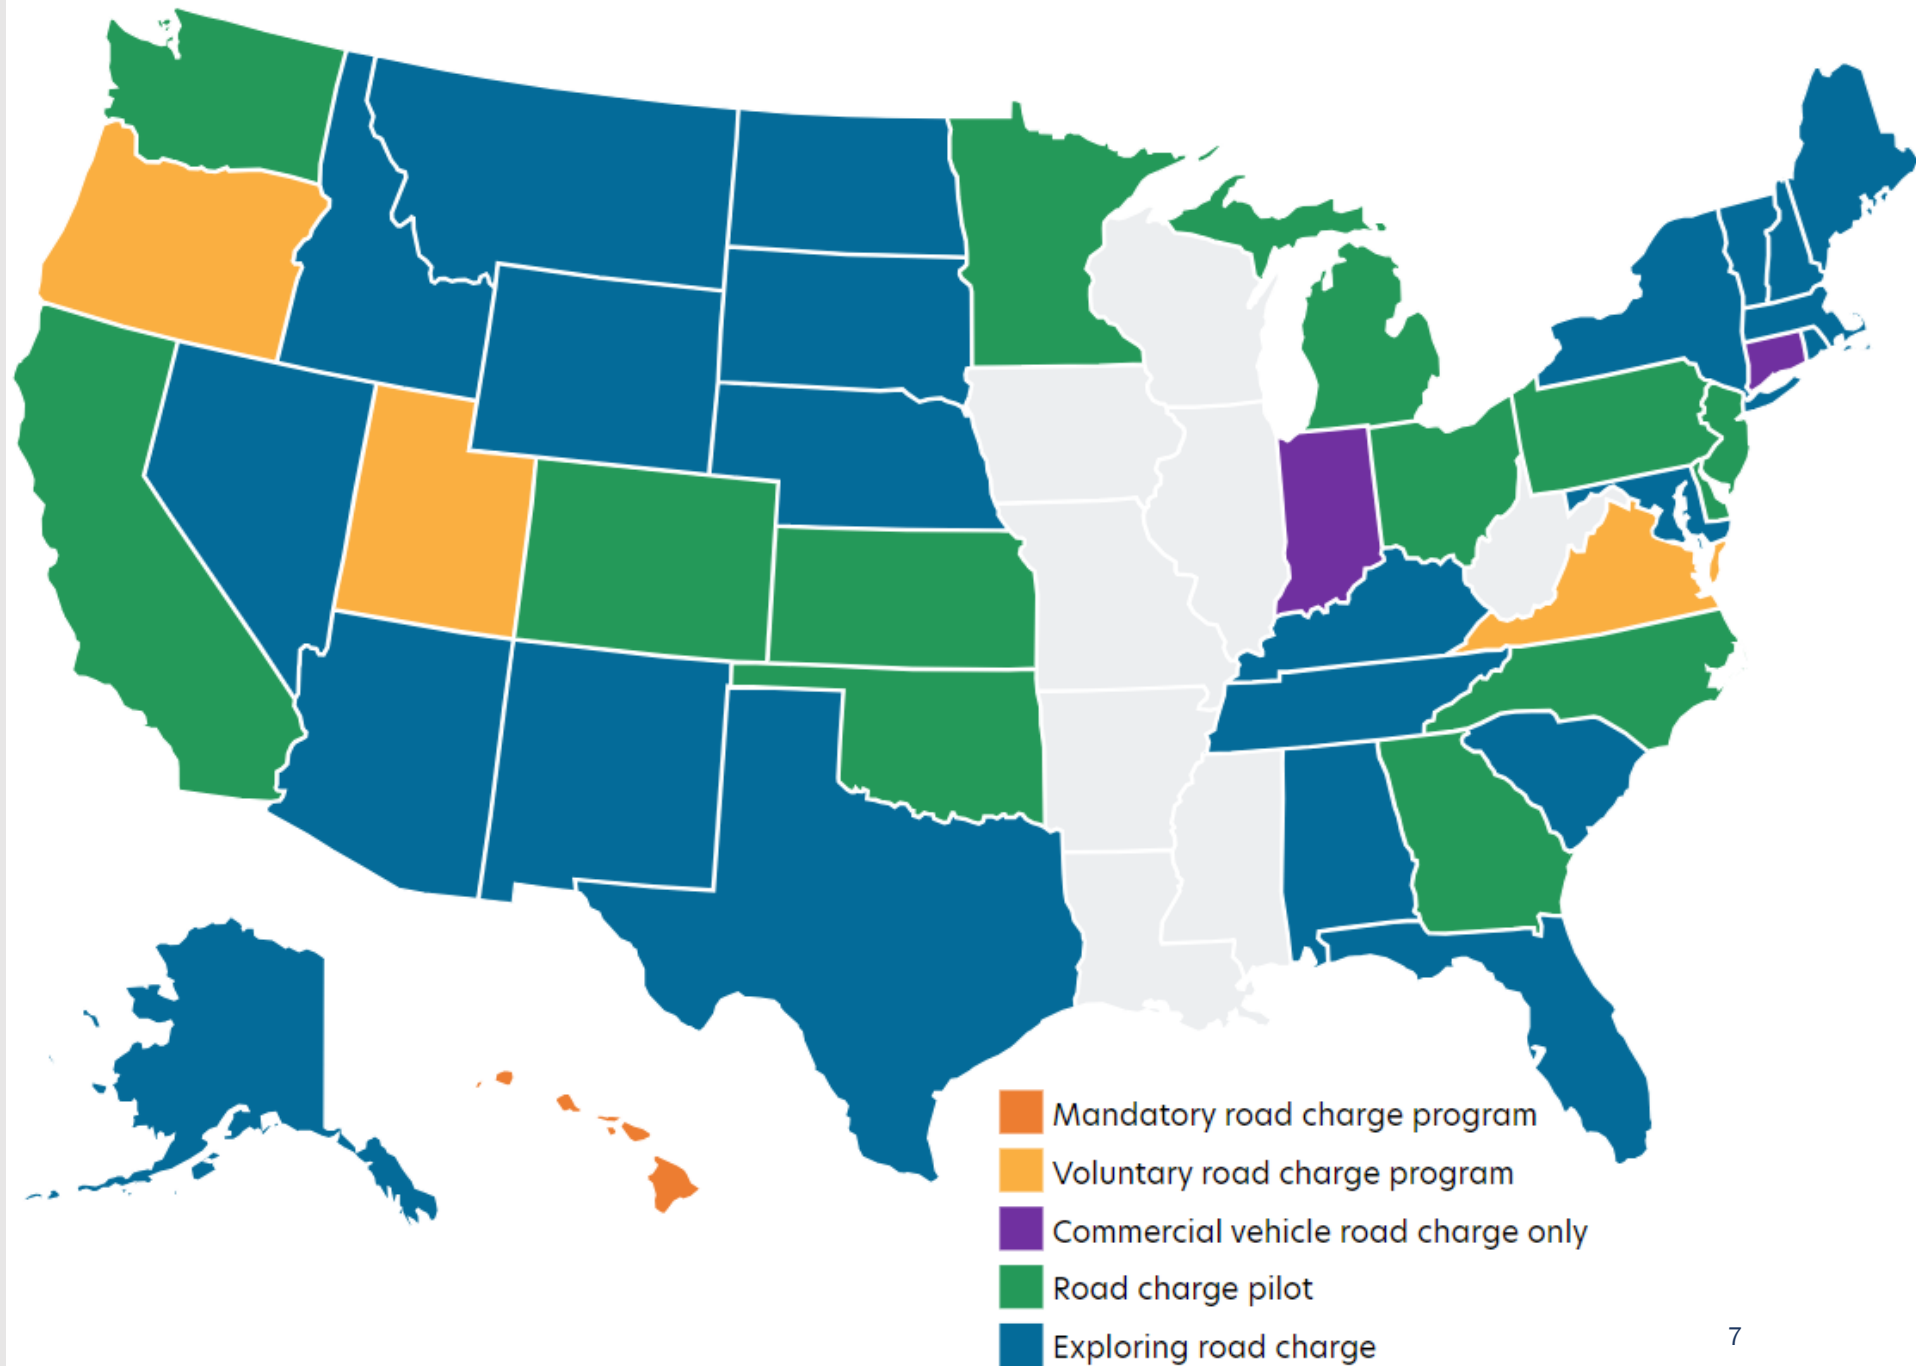 Mandatory road charge program
Voluntary road charge program
Commercial vehicle road charge only
Road charge pilot
Exploring road charge
7